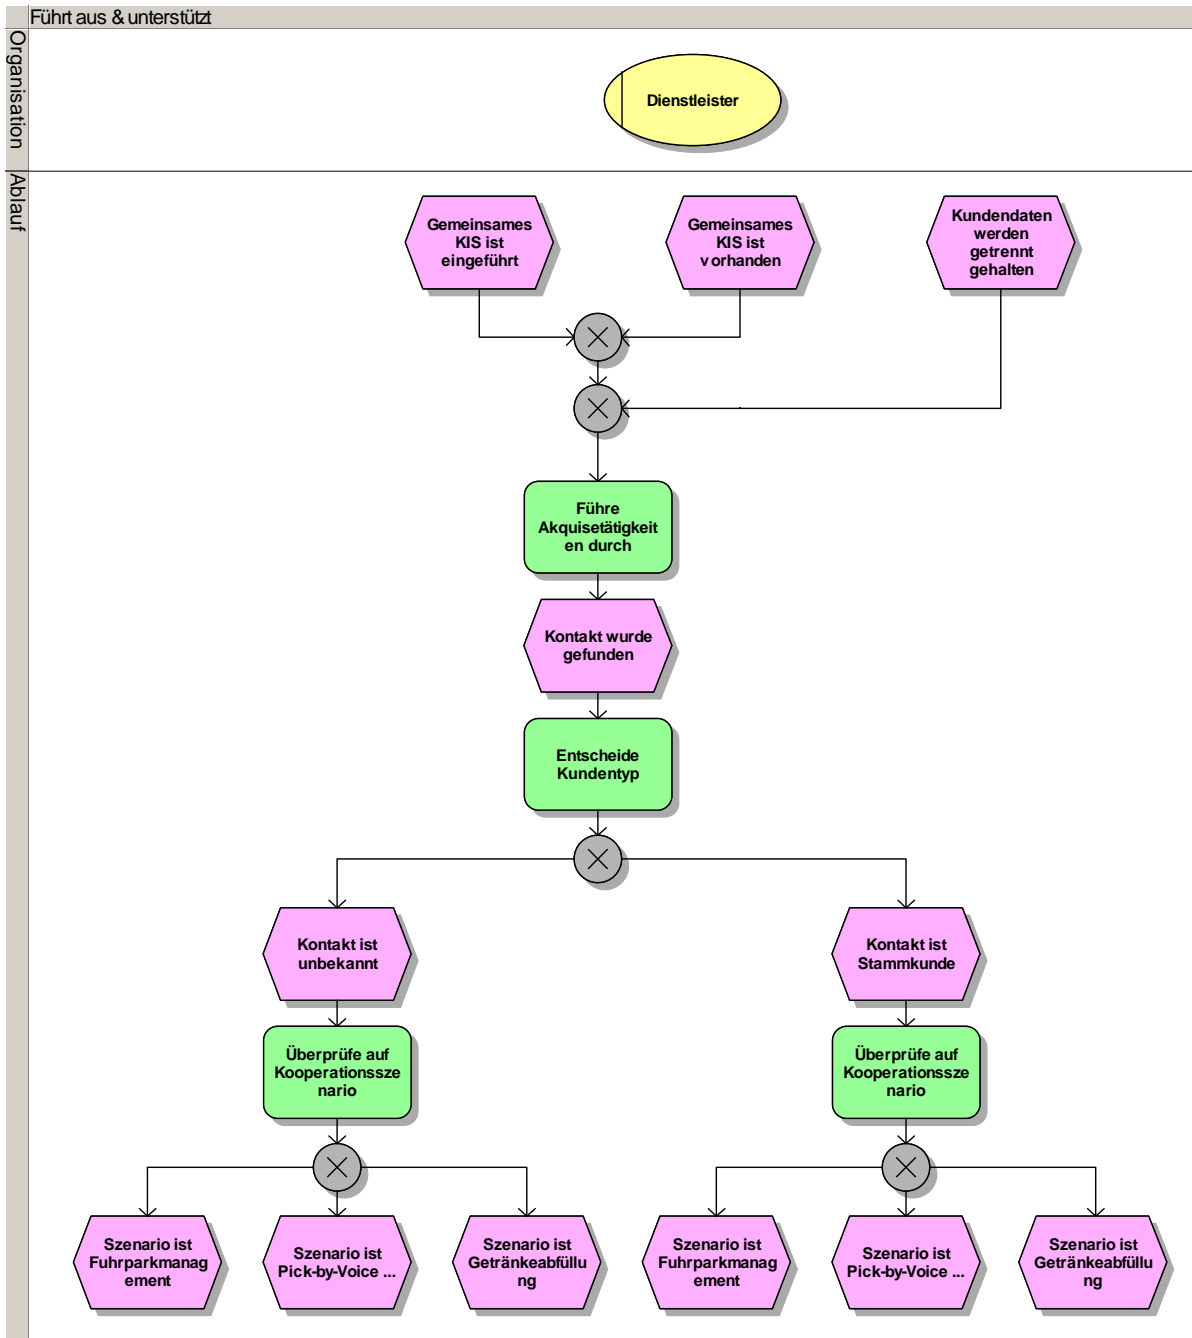 Führt aus & unterstützt
Organisation
Dienstleister
Ablauf
Gemeinsames
KIS ist
eingeführt
Gemeinsames
KIS ist
vorhanden
Kundendaten
werden
getrennt
gehalten
Führe
Akquisetätigkeit
en durch
Kontakt wurde
gefunden
Entscheide
Kundentyp
Kontakt ist
unbekannt
Kontakt ist
Stammkunde
Überprüfe auf
Kooperationssze
nario
Überprüfe auf
Kooperationssze
nario
Szenario ist
Fuhrparkmanag
ement
Szenario ist
Pick-by-Voice ...
Szenario ist
Getränkeabfüllu
ng
Szenario ist
Fuhrparkmanag
ement
Szenario ist
Pick-by-Voice ...
Szenario ist
Getränkeabfüllu
ng